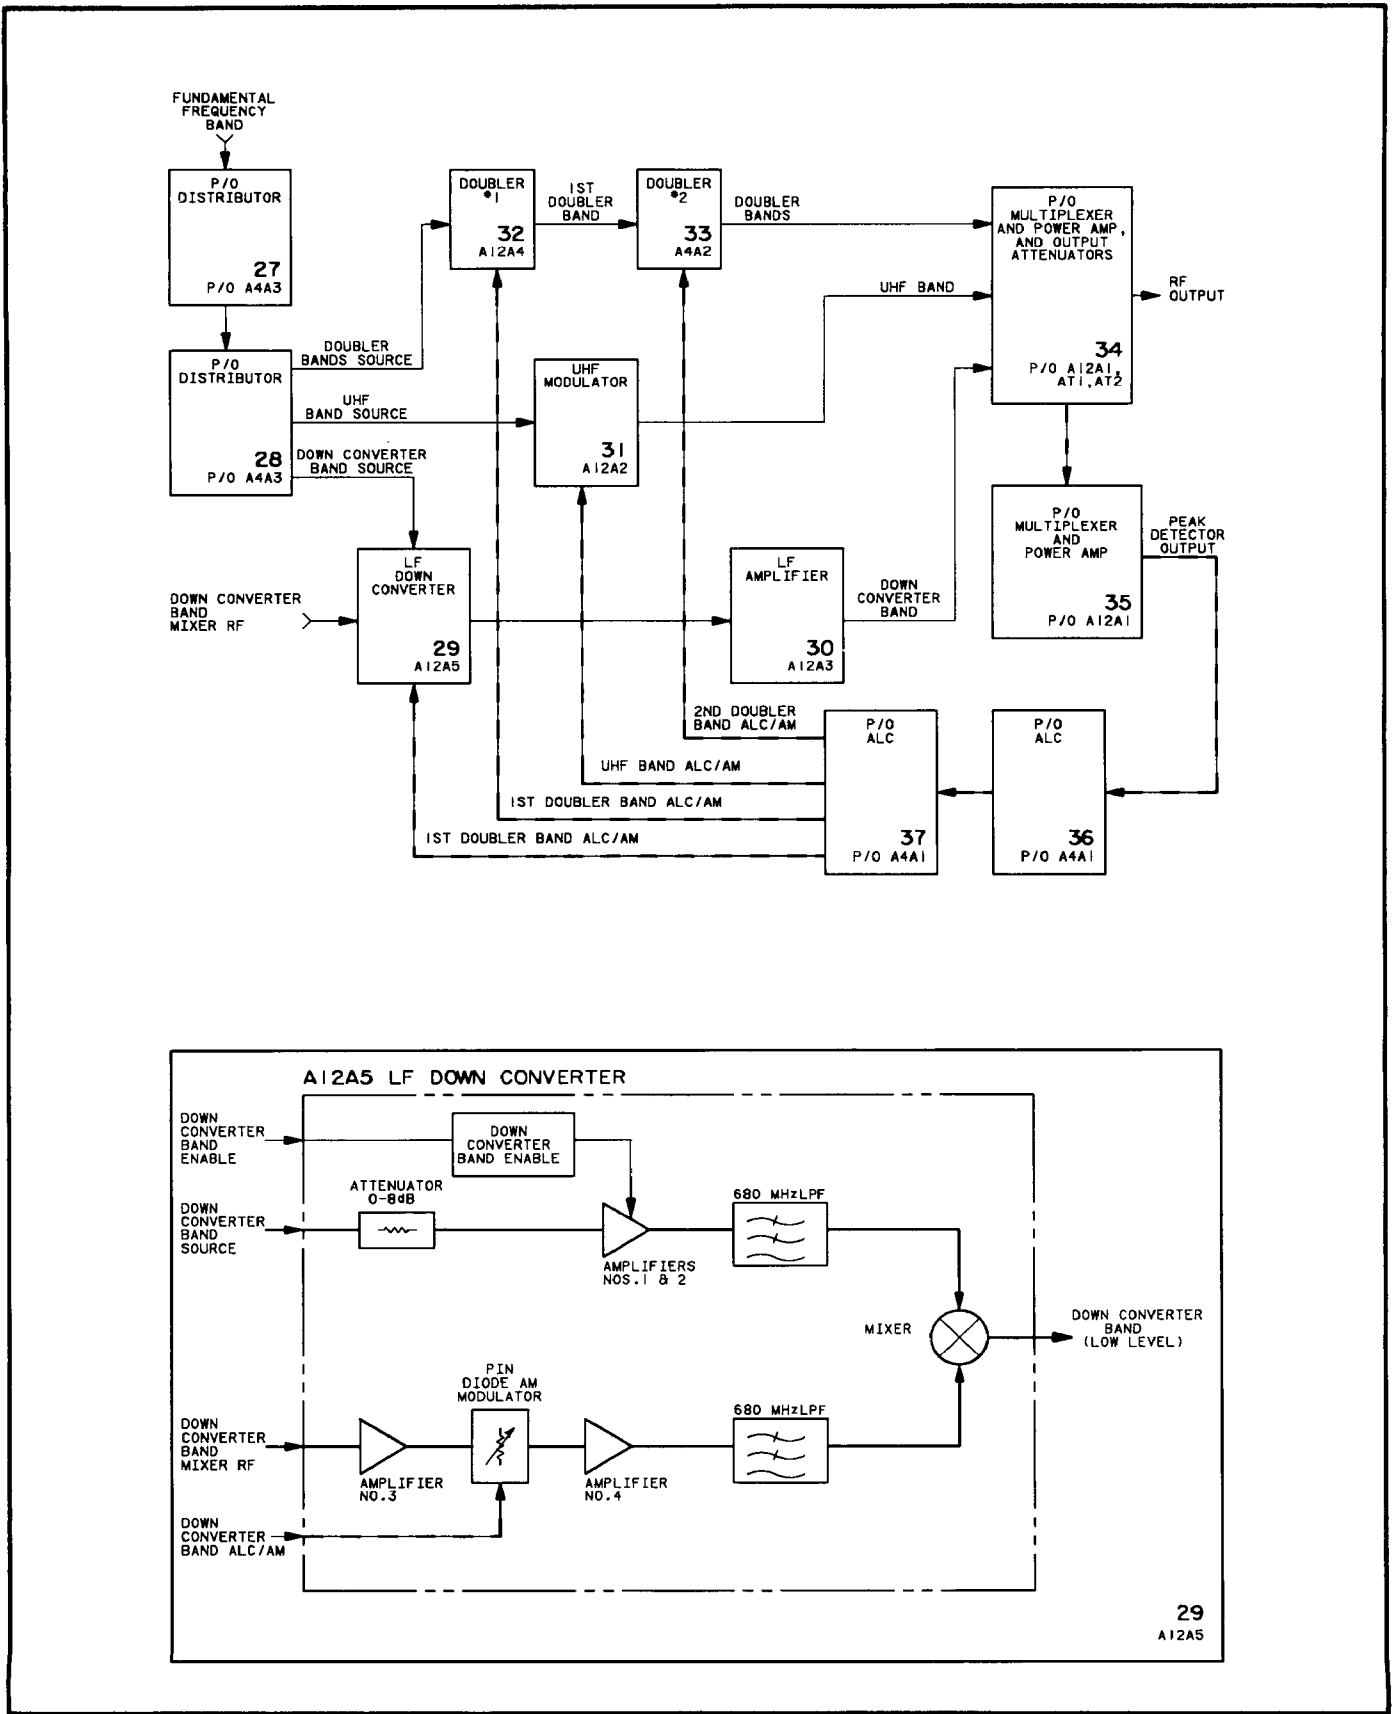 FUNDAMENTAL
FREQUENCY
BAND
P/O
DISTRIBUTOR
27
P/O A4A3
DOUBLER
#1
32
A12A4
1ST
DOUBLER
BAND
DOUBLER
#2
33
A4A2
DOUBLER
BANDS
P/O
MULTIPLEXER
AND POWER AMP,
AND OUTPUT
ATTENUATORS
34
P/O A12A1,
AT1,AT2
RF
OUTPUT
UHF BAND
P/O
DISTRIBUTOR
28
P/O A4A3
DOUBLER
BANDS SOURCE
UHF
BAND SOURCE
DOWN CONVERTER
BAND SOURCE
UHF
MODULATOR
31
A12A2
DOWN CONVERTER
BAND
MIXER RF
LF
DOWN
CONVERTER
29
A12A5
LF
AMPLIFIER
30
A12A3
DOWN
CONVERTER
BAND
P/O
MULTIPLEXER
AND
POWER AMP
35
P/O A12A1
PEAK
DETECTOR
OUTPUT
2ND DOUBLER
BAND ALC/AM
UHF BAND ALC/AM
1ST DOUBLER BAND ALC/AM
1ST DOUBLER BAND ALC/AM
P/O
ALC
37
P/O A4A1
P/O
ALC
36
P/O A4A1
A12A5 LF DOWN CONVERTER
DOWN
CONVERTER
BAND
ENABLE
DOWN
CONVERTER
BAND ENABLE
DOWN
CONVERTER
BAND
SOURCE
ATTENUATOR
0-8dB
AMPLIFIERS
NOS.1 & 2
680 MHzLPF
MIXER
DOWN CONVERTER
BAND
(LOW LEVEL)
DOWN
CONVERTER
BAND
MIXER RF
AMPLIFIER
NO.3
PIN
DIODE AM
MODULATOR
AMPLIFIER
NO.4
680 MHzLPF
DOWN
CONVERTER
BAND ALC/AM
29
A12A5